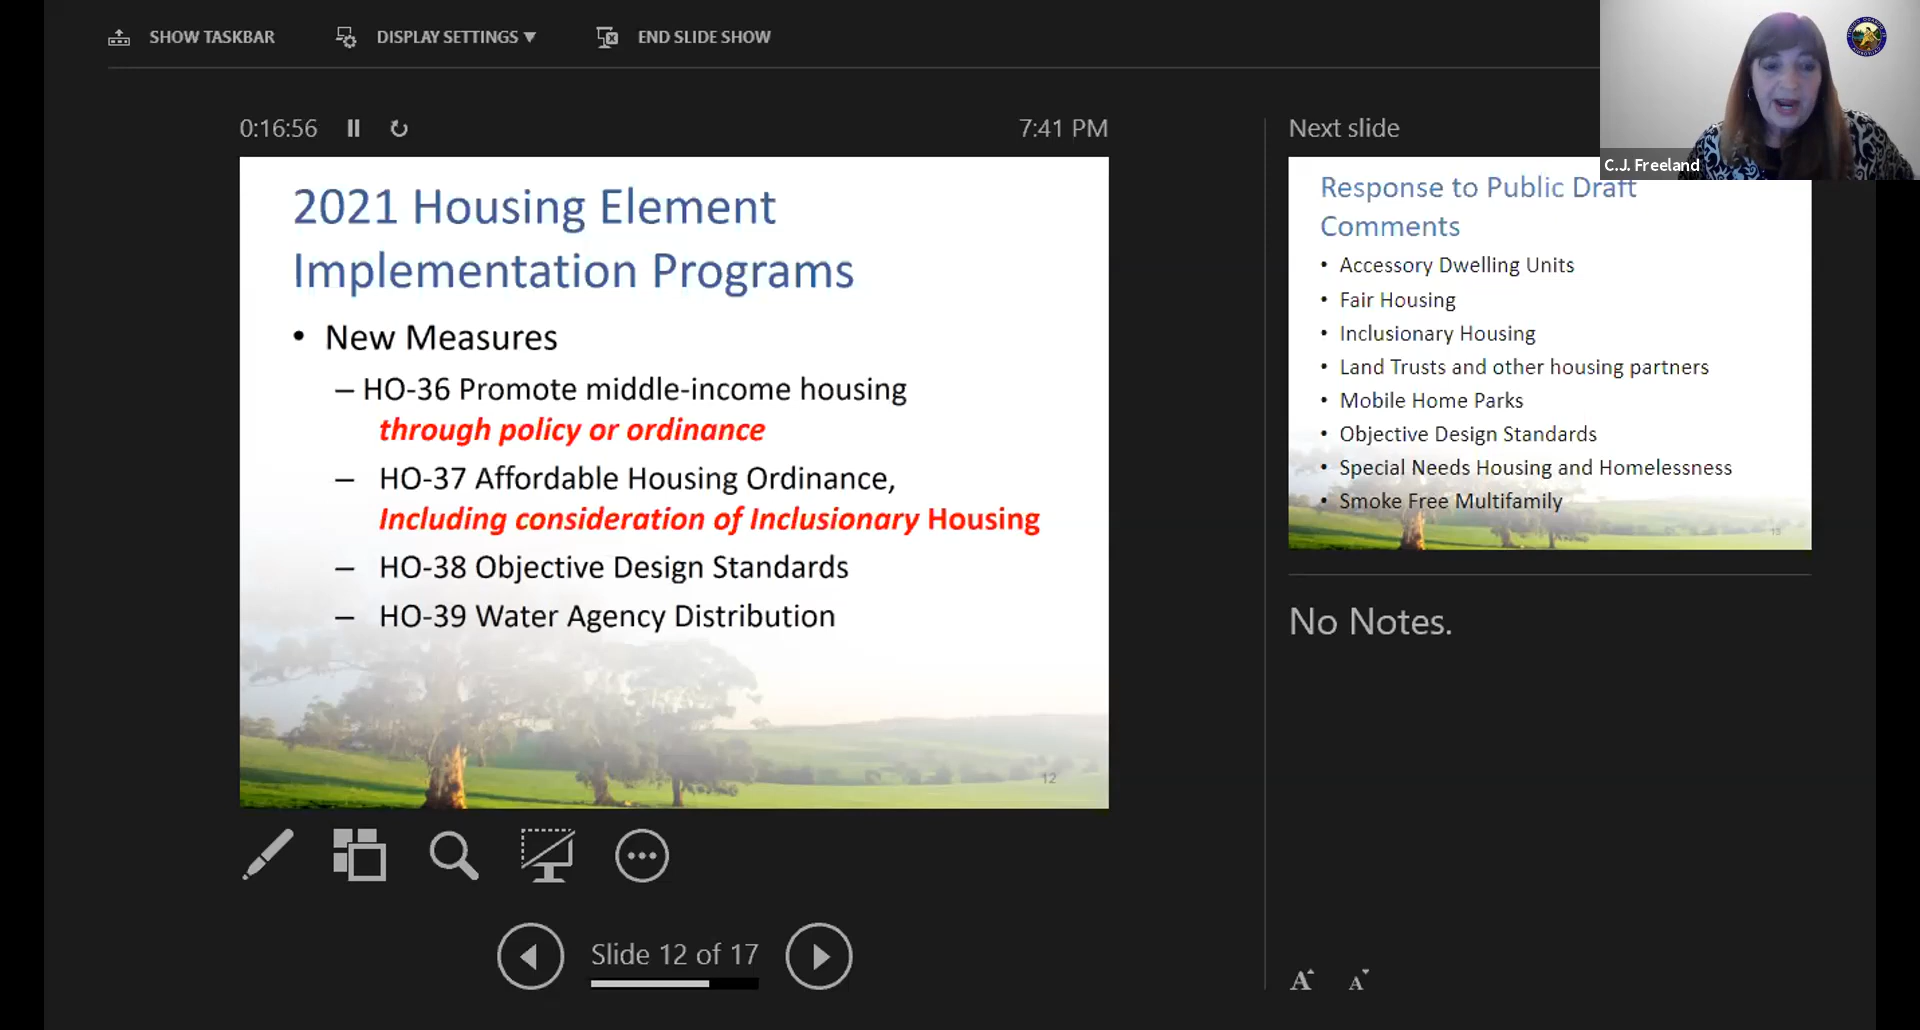 SHOW TASKBAR
DISPLAY SETTINGS
END SLIDE SHOW
C.J. Freeland
0:16:56
7:41 PM
2021 Housing Element
Implementation Programs
• New Measures
– HO-36 Promote middle-income housing
through policy or ordinance
– HO-37 Affordable Housing Ordinance,
Including consideration of Inclusionary Housing
– HO-38 Objective Design Standards
– HO-39 Water Agency Distribution
12
Slide 12 of 17
Next slide
Response to Public Draft
Comments
• Accessory Dwelling Units
• Fair Housing
• Inclusionary Housing
• Land Trusts and other housing partners
• Mobile Home Parks
• Objective Design Standards
• Special Needs Housing and Homelessness
• Smoke Free Multifamily
13
No Notes.
A A